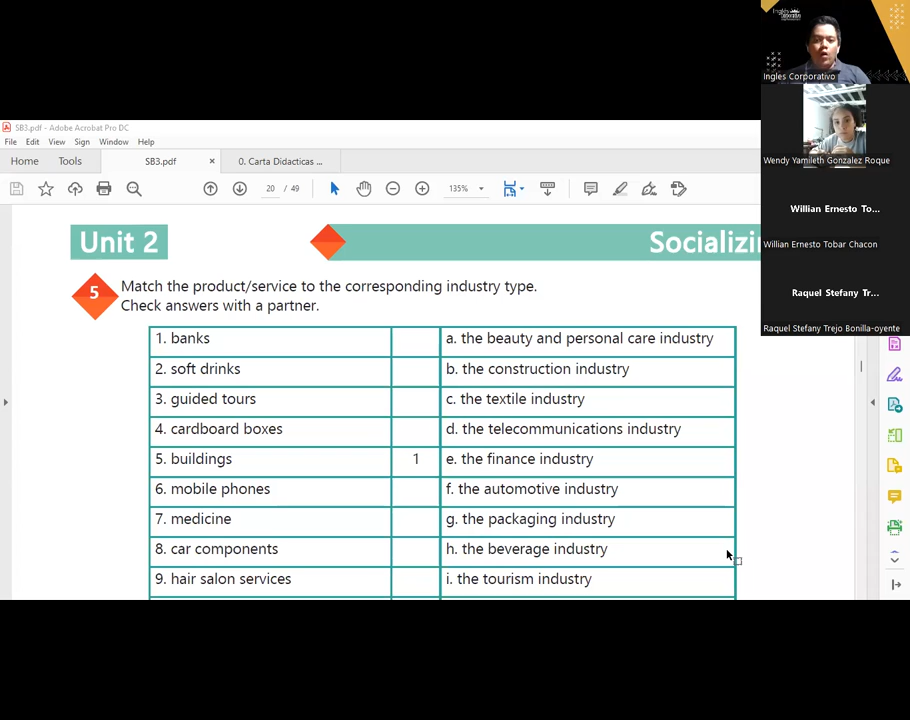 SB3.pdf - Adobe Acrobat Pro DC
File Edit View Sign Window Help
Home Tools SB3.pdf × 0. Carta Didacticas ...
20 / 49 135%
Unit 2
Socializi
5 Match the product/service to the corresponding industry type.
Check answers with a partner.
1. banks a. the beauty and personal care industry
2. soft drinks b. the construction industry
3. guided tours c. the textile industry
4. cardboard boxes d. the telecommunications industry
5. buildings 1 e. the finance industry
6. mobile phones f. the automotive industry
7. medicine g. the packaging industry
8. car components h. the beverage industry
9. hair salon services i. the tourism industry
Ingles Corporativo
Wendy Yamileth Gonzalez Roque
Willian Ernesto To...
Willian Ernesto Tobar Chacon
Raquel Stefany Tr...
Raquel Stefany Trejo Bonilla-oyente